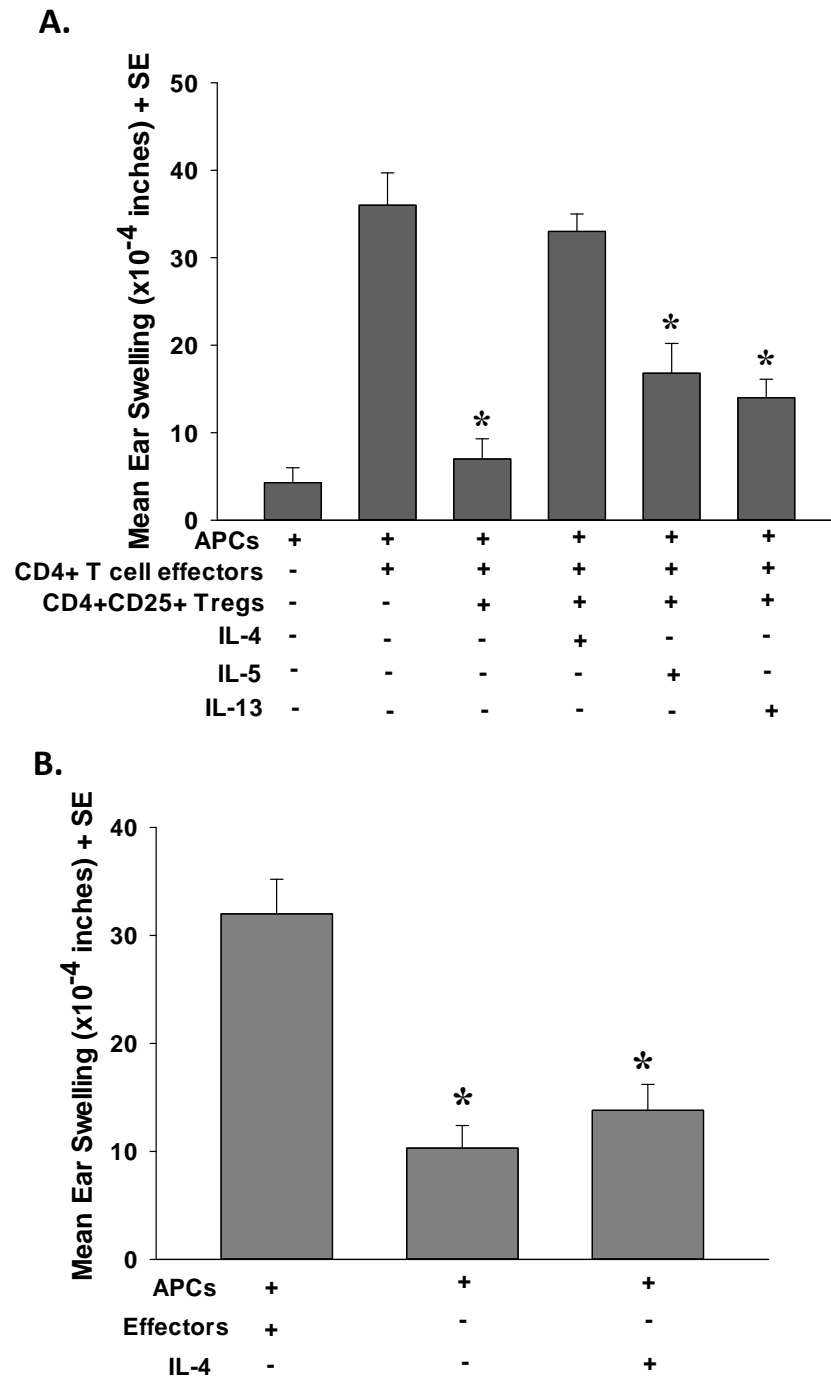 A.
Mean Ear Swelling (x10⁻⁴ inches) + SE
50
40
30
20
10
0
* * *
APCs + + + + + +
CD4+ T cell effectors - + + + + +
CD4+CD25+ Tregs - - + + + +
IL-4 - - - + - -
IL-5 - - - - + -
IL-13 - - - - - +
B.
Mean Ear Swelling (x10⁻⁴ inches) + SE
40
30
20
10
0
* *
APCs + + +
Effectors + - -
IL-4 - - +